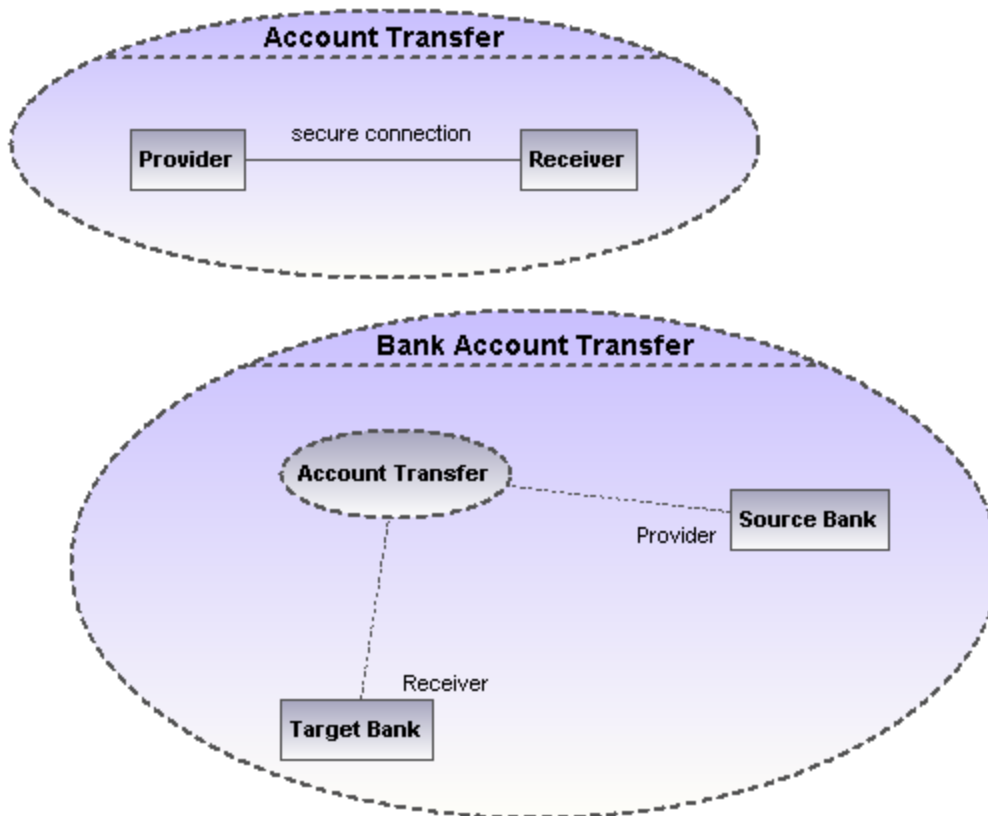 Account Transfer
secure connection
Provider
Receiver
Bank Account Transfer
Account Transfer
Source Bank
Provider
Receiver
Target Bank